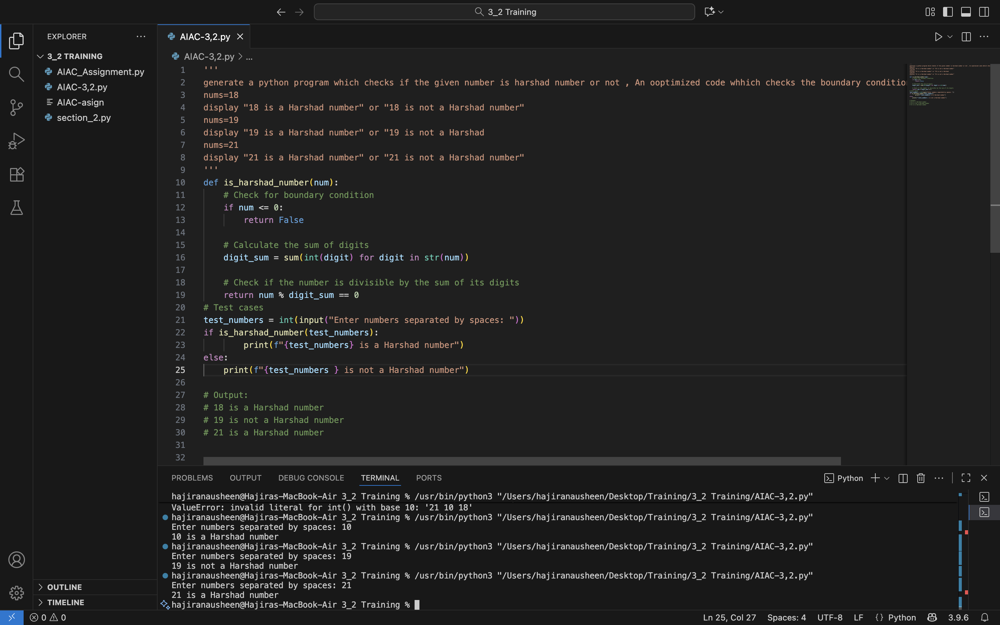 3_2 Training
EXPLORER
3_2 TRAINING
AIAC_Assignment.py
AIAC-3,2.py
AIAC-asign
section_2.py
OUTLINE
TIMELINE
AIAC-3,2.py
AIAC-3,2.py > ...
1 '''
2 generate a python program which checks if the given number is harshad number or not , An ooptimized code whhich checks the boundary conditio
3 nums=18
4 display "18 is a Harshad number" or "18 is not a Harshad number"
5 nums=19
6 display "19 is a Harshad number" or "19 is not a Harshad
7 nums=21
8 display "21 is a Harshad number" or "21 is not a Harshad number"
9 '''
10 def is_harshad_number(num):
11 # Check for boundary condition
12 if num <= 0:
13 return False
14
15 # Calculate the sum of digits
16 digit_sum = sum(int(digit) for digit in str(num))
17
18 # Check if the number is divisible by the sum of its digits
19 return num % digit_sum == 0
20 # Test cases
21 test_numbers = int(input("Enter numbers separated by spaces: "))
22 if is_harshad_number(test_numbers):
23 print(f"{test_numbers} is a Harshad number")
24 else:
25 print(f"{test_numbers } is not a Harshad number")
26
27 # Output:
28 # 18 is a Harshad number
29 # 19 is not a Harshad number
30 # 21 is a Harshad number
31
32
PROBLEMS OUTPUT DEBUG CONSOLE TERMINAL PORTS
Python
hajiranausheen@Hajiras-MacBook-Air 3_2 Training % /usr/bin/python3 "/Users/hajiranausheen/Desktop/Training/3_2 Training/AIAC-3,2.py"
ValueError: invalid literal for int() with base 10: '21 10 18'
hajiranausheen@Hajiras-MacBook-Air 3_2 Training % /usr/bin/python3 "/Users/hajiranausheen/Desktop/Training/3_2 Training/AIAC-3,2.py"
Enter numbers separated by spaces: 10
10 is a Harshad number
hajiranausheen@Hajiras-MacBook-Air 3_2 Training % /usr/bin/python3 "/Users/hajiranausheen/Desktop/Training/3_2 Training/AIAC-3,2.py"
Enter numbers separated by spaces: 19
19 is not a Harshad number
hajiranausheen@Hajiras-MacBook-Air 3_2 Training % /usr/bin/python3 "/Users/hajiranausheen/Desktop/Training/3_2 Training/AIAC-3,2.py"
Enter numbers separated by spaces: 21
21 is a Harshad number
hajiranausheen@Hajiras-MacBook-Air 3_2 Training %
0 0
Ln 25, Col 27 Spaces: 4 UTF-8 LF {} Python 3.9.6